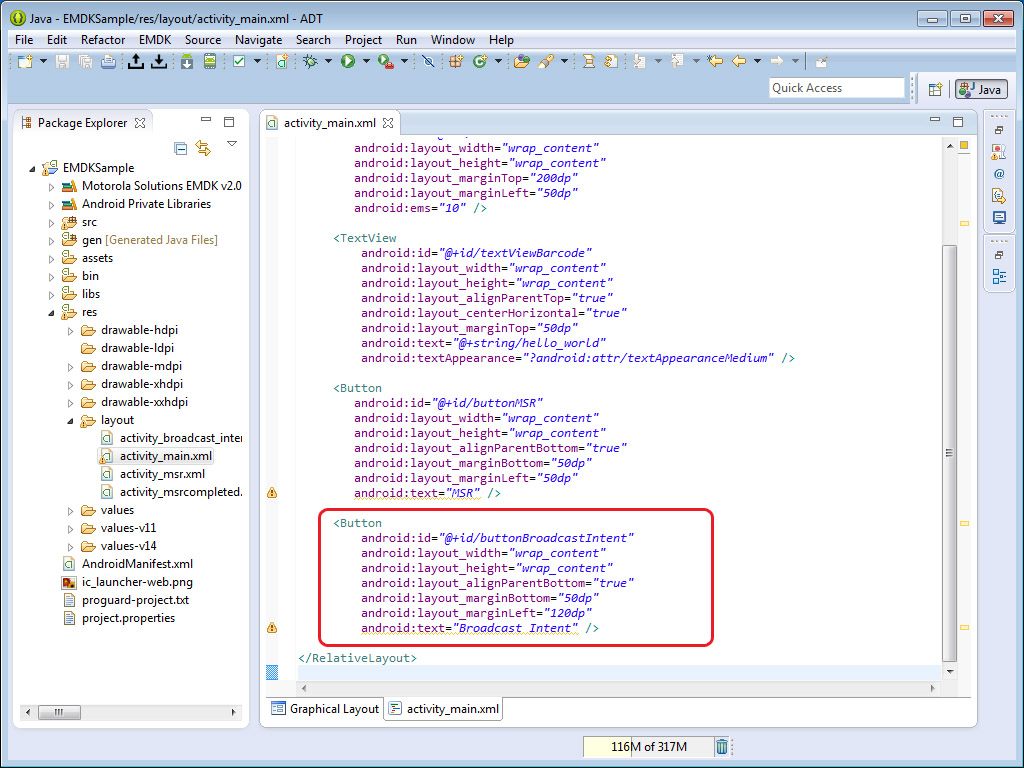 Java - EMDKSample/res/layout/activity_main.xml - ADT
File Edit Refactor EMDK Source Navigate Search Project Run Window Help
Quick Access
Java
Package Explorer
EMDKSample
Motorola Solutions EMDK v2.0
Android Private Libraries
src
gen [Generated Java Files]
assets
bin
libs
res
drawable-hdpi
drawable-ldpi
drawable-mdpi
drawable-xhdpi
drawable-xxhdpi
layout
activity_broadcast_inter
activity_main.xml
activity_msr.xml
activity_msrcompleted.
values
values-v11
values-v14
AndroidManifest.xml
ic_launcher-web.png
proguard-project.txt
project.properties
activity_main.xml
android:layout_width="wrap_content"
android:layout_height="wrap_content"
android:layout_marginTop="200dp"
android:layout_marginLeft="50dp"
android:ems="10" />
<TextView
android:id="@+id/textViewBarcode"
android:layout_width="wrap_content"
android:layout_height="wrap_content"
android:layout_alignParentTop="true"
android:layout_centerHorizontal="true"
android:layout_marginTop="50dp"
android:text="@+string/hello_world"
android:textAppearance="?android:attr/textAppearanceMedium" />
<Button
android:id="@+id/buttonMSR"
android:layout_width="wrap_content"
android:layout_height="wrap_content"
android:layout_alignParentBottom="true"
android:layout_marginBottom="50dp"
android:layout_marginLeft="50dp"
android:text="MSR" />
<Button
android:id="@+id/buttonBroadcastIntent"
android:layout_width="wrap_content"
android:layout_height="wrap_content"
android:layout_alignParentBottom="true"
android:layout_marginBottom="50dp"
android:layout_marginLeft="120dp"
android:text="Broadcast Intent" />
</RelativeLayout>
Graphical Layout
activity_main.xml
116M of 317M